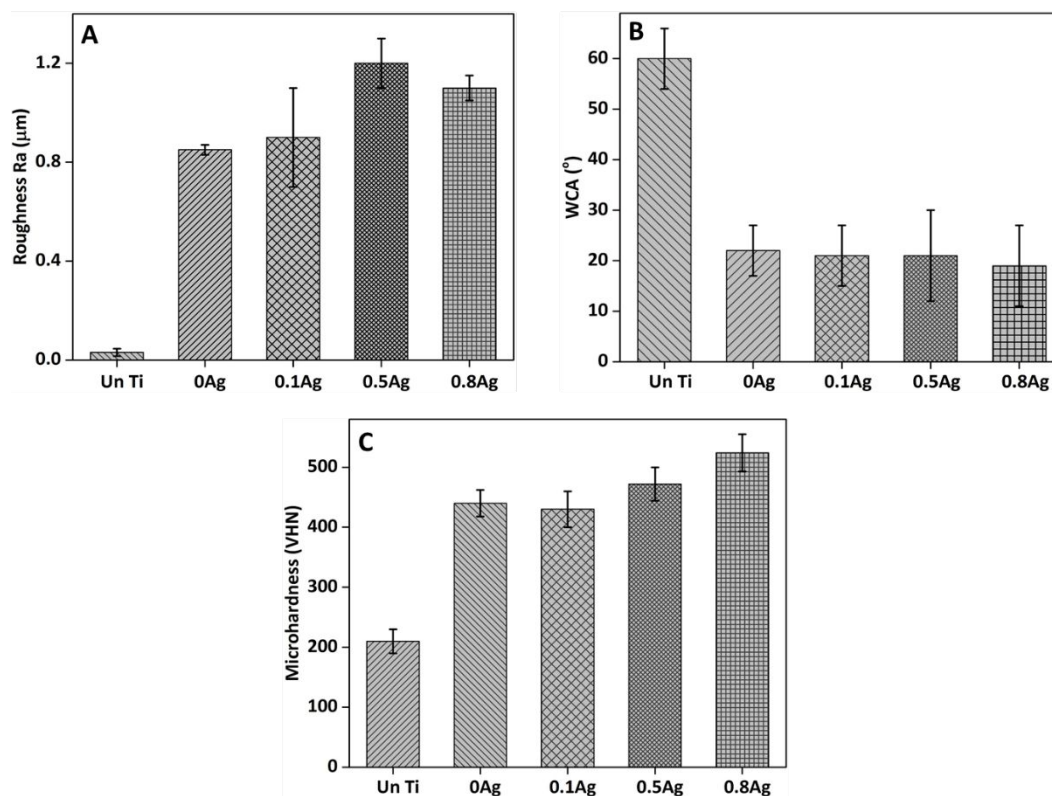 A
Roughness Ra (μm)
1.2
0.8
0.4
0.0
Un Ti 0Ag 0.1Ag 0.5Ag 0.8Ag
B
WCA (°)
60
50
40
30
20
10
0
Un Ti 0Ag 0.1Ag 0.5Ag 0.8Ag
C
Microhardness (VHN)
500
400
300
200
100
0
Un Ti 0Ag 0.1Ag 0.5Ag 0.8Ag